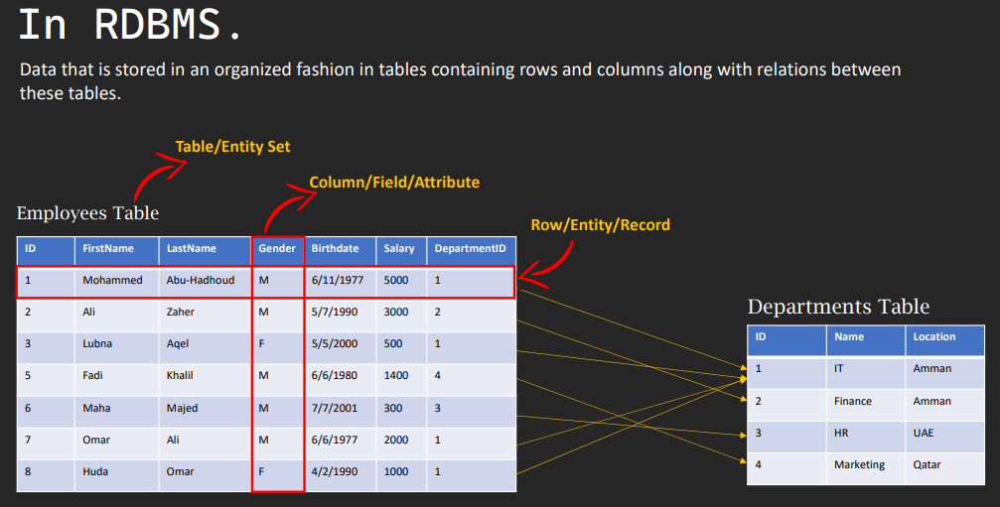 In RDBMS.
Data that is stored in an organized fashion in tables containing rows and columns along with relations between
these tables.
Table/Entity Set
Column/Field/Attribute
Employees Table
Row/Entity/Record
ID FirstName LastName Gender Birthdate Salary DepartmentID
1 Mohammed Abu-Hadhoud M 6/11/1977 5000 1
2 Ali Zaher M 5/7/1990 3000 2
3 Lubna Aqel F 5/5/2000 500 1
5 Fadi Khalil M 6/6/1980 1400 4
6 Maha Majed M 7/7/2001 300 3
7 Omar Ali M 6/6/1977 2000 1
8 Huda Omar F 4/2/1990 1000 1
Departments Table
ID Name Location
1 IT Amman
2 Finance Amman
3 HR UAE
4 Marketing Qatar